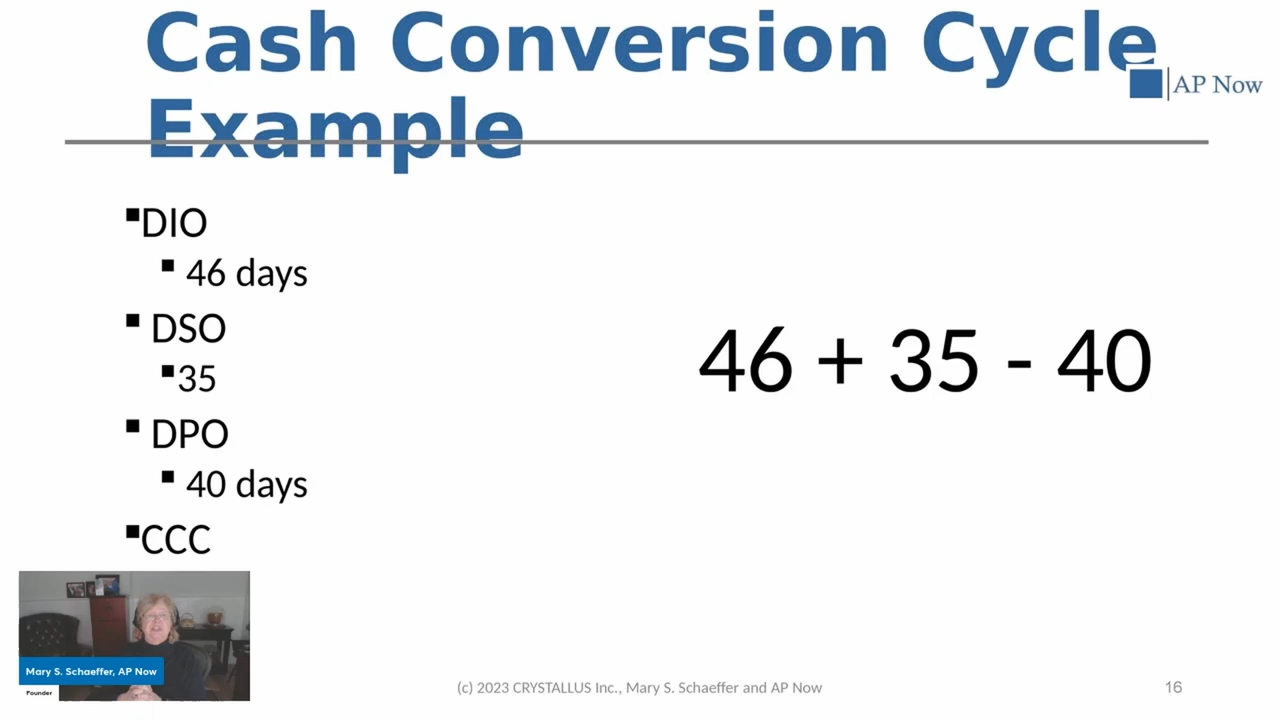 Cash Conversion Cycle
Example
AP Now
DIO
46 days
DSO
35
DPO
40 days
CCC
46 + 35 - 40
Mary S. Schaeffer, AP Now
Founder
(c) 2023 CRYSTALLUS Inc., Mary S. Schaeffer and AP Now
16